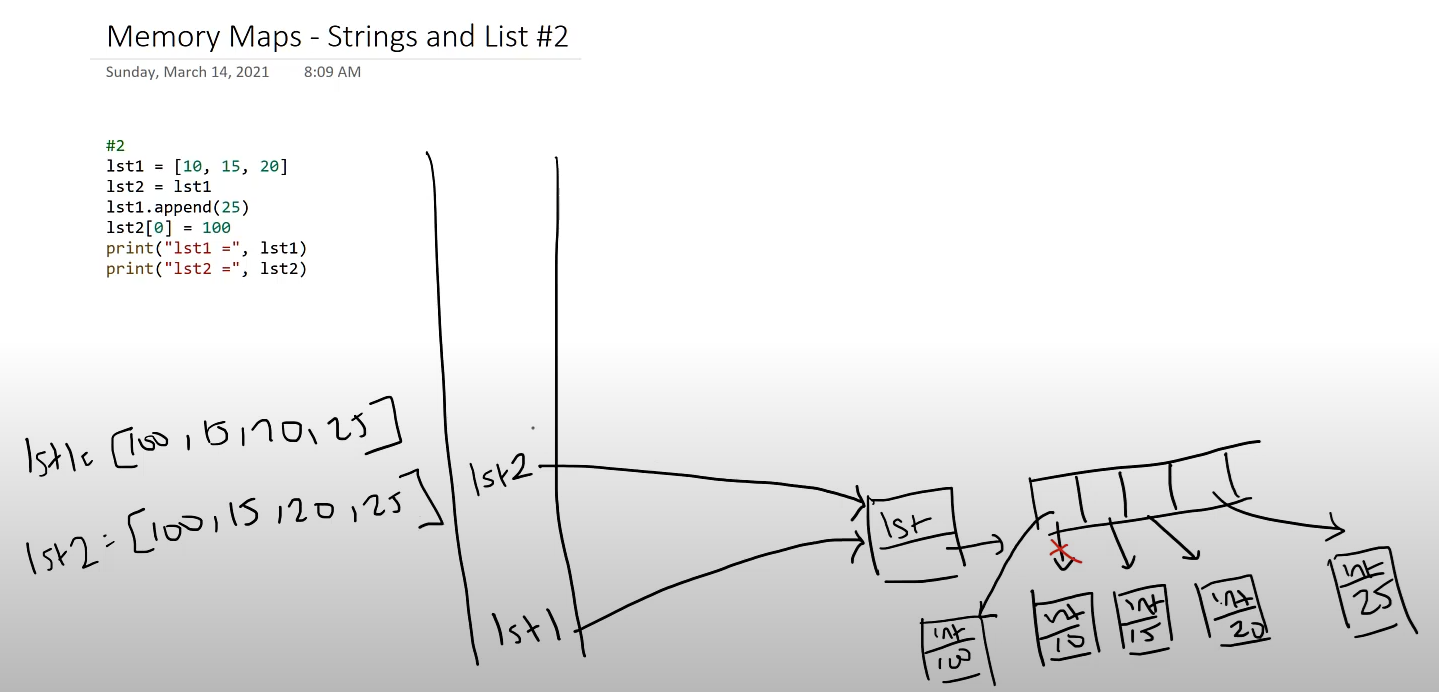 Memory Maps - Strings and List #2
Sunday, March 14, 2021 8:09 AM
#2
lst1 = [10, 15, 20]
lst2 = lst1
lst1.append(25)
lst2[0] = 100
print("lst1 =", lst1)
print("lst2 =", lst2)
lst1= [100, 15, 20, 25]
lst2 = [100, 15, 20, 25]
lst2
lst1
lst
int
100
int
10
int
15
int
20
int
25